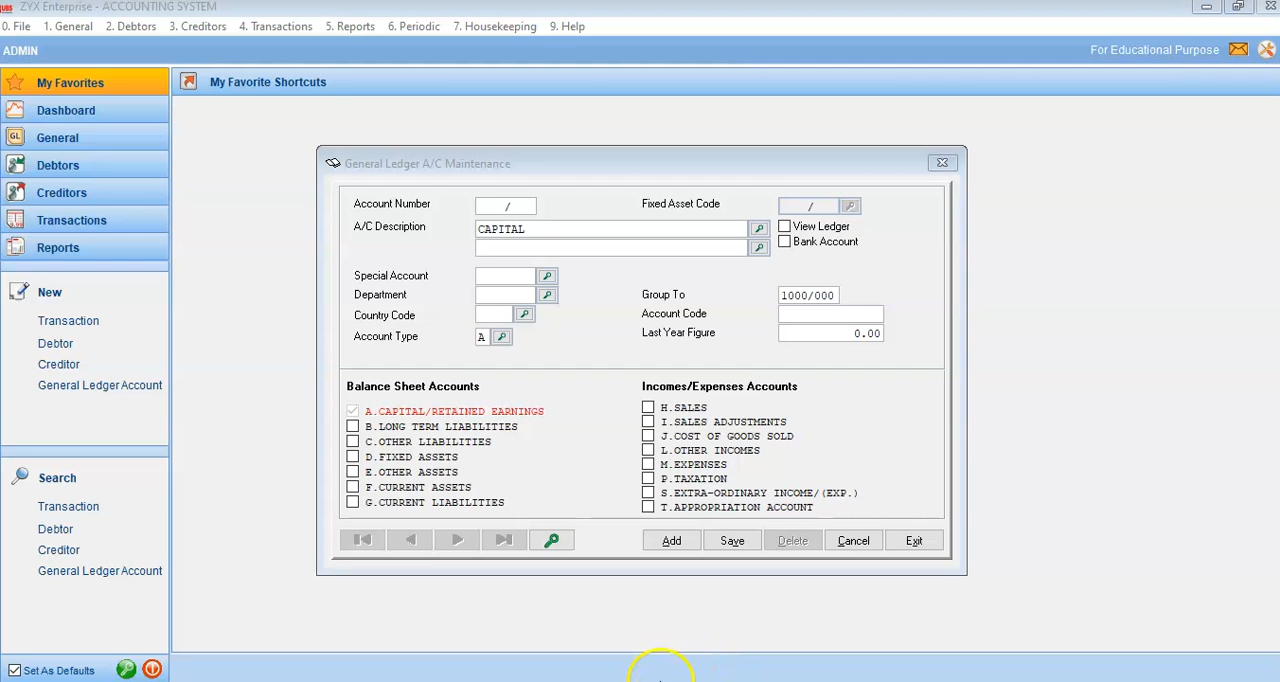 UBS ZYX Enterprise - ACCOUNTING SYSTEM
0. File 1. General 2. Debtors 3. Creditors 4. Transactions 5. Reports 6. Periodic 7. Housekeeping 9. Help
ADMIN
For Educational Purpose
My Favorites
My Favorite Shortcuts
Dashboard
GL General
Debtors
Creditors
Transactions
Reports
New
Transaction
Debtor
Creditor
General Ledger Account
Search
Transaction
Debtor
Creditor
General Ledger Account
Set As Defaults
General Ledger A/C Maintenance
Account Number /
Fixed Asset Code /
A/C Description CAPITAL
View Ledger
Bank Account
Special Account
Department
Group To 1000/000
Country Code
Account Code
Account Type A
Last Year Figure 0.00
Balance Sheet Accounts
A.CAPITAL/RETAINED EARNINGS
B.LONG TERM LIABILITIES
C.OTHER LIABILITIES
D.FIXED ASSETS
E.OTHER ASSETS
F.CURRENT ASSETS
G.CURRENT LIABILITIES
Incomes/Expenses Accounts
H.SALES
I.SALES ADJUSTMENTS
J.COST OF GOODS SOLD
L.OTHER INCOMES
M.EXPENSES
P.TAXATION
S.EXTRA-ORDINARY INCOME/(EXP.)
T.APPROPRIATION ACCOUNT
Add Save Delete Cancel Exit